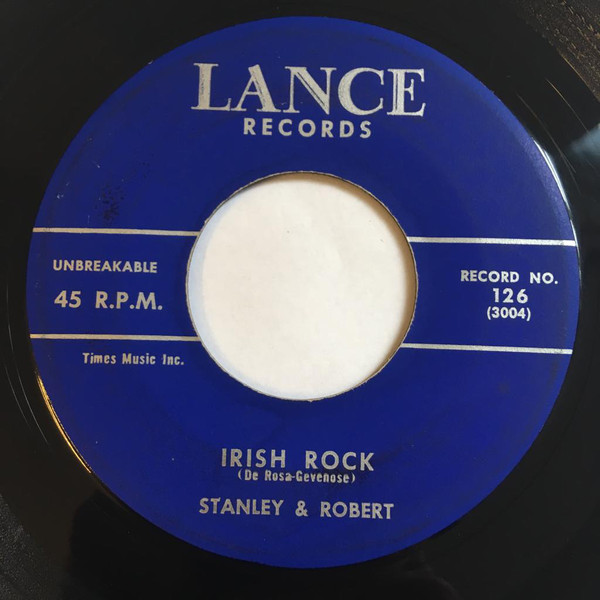 LANCE
RECORDS
UNBREAKABLE
45 R.P.M.
RECORD NO.
126
(3004)
Times Music Inc.
IRISH ROCK
(De Rosa-Gevenose)
STANLEY & ROBERT